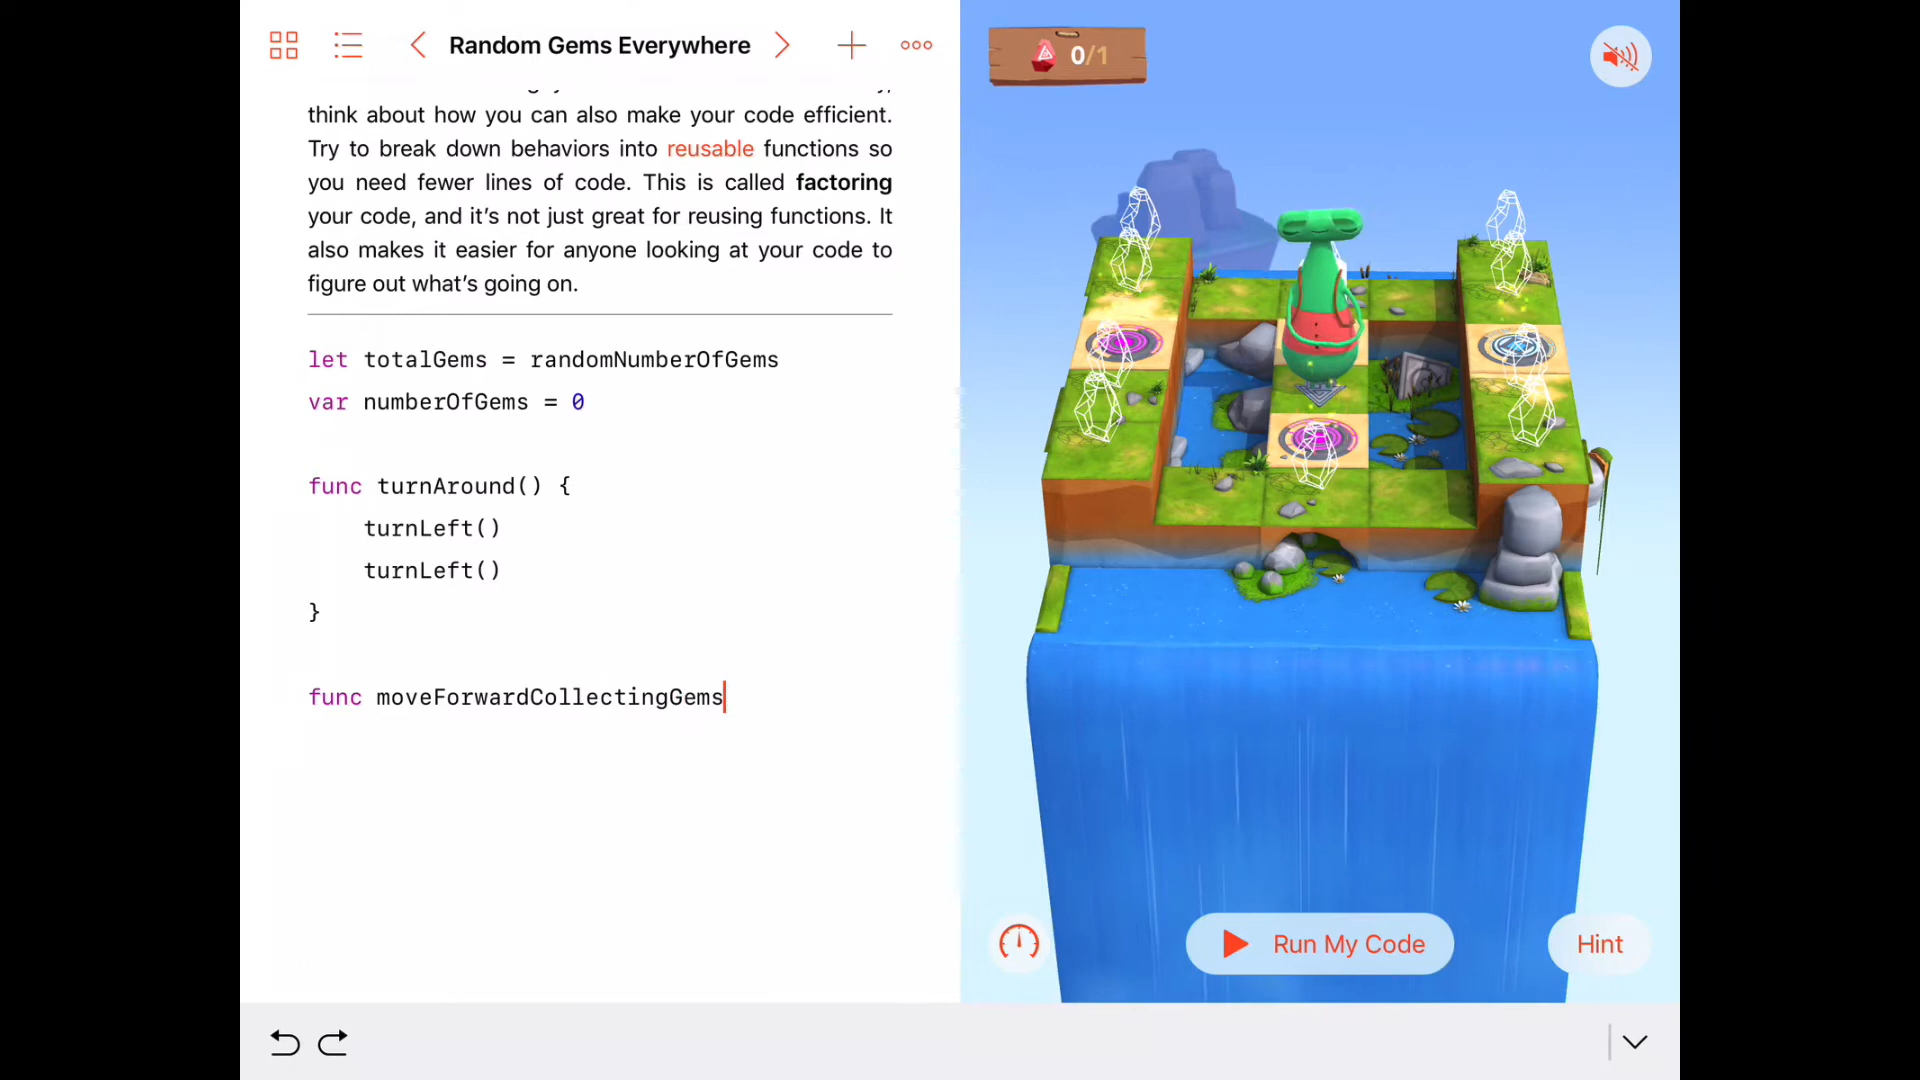 Random Gems Everywhere
think about how you can also make your code efficient.
Try to break down behaviors into reusable functions so
you need fewer lines of code. This is called factoring
your code, and it’s not just great for reusing functions. It
also makes it easier for anyone looking at your code to
figure out what’s going on.
let totalGems = randomNumberOfGems
var numberOfGems = 0
func turnAround() {
turnLeft()
turnLeft()
}
func moveForwardCollectingGems
0/1
Run My Code
Hint